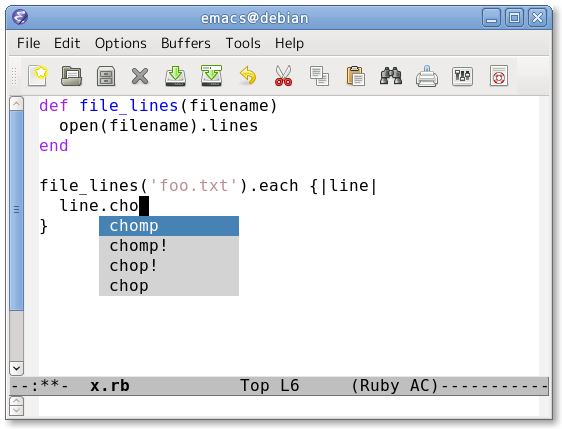 emacs@debian
File Edit Options Buffers Tools Help
def file_lines(filename)
  open(filename).lines
end

file_lines('foo.txt').each {|line|
  line.cho
}
chomp
chomp!
chop!
chop
--:**-  x.rb           Top L6     (Ruby AC)-----------